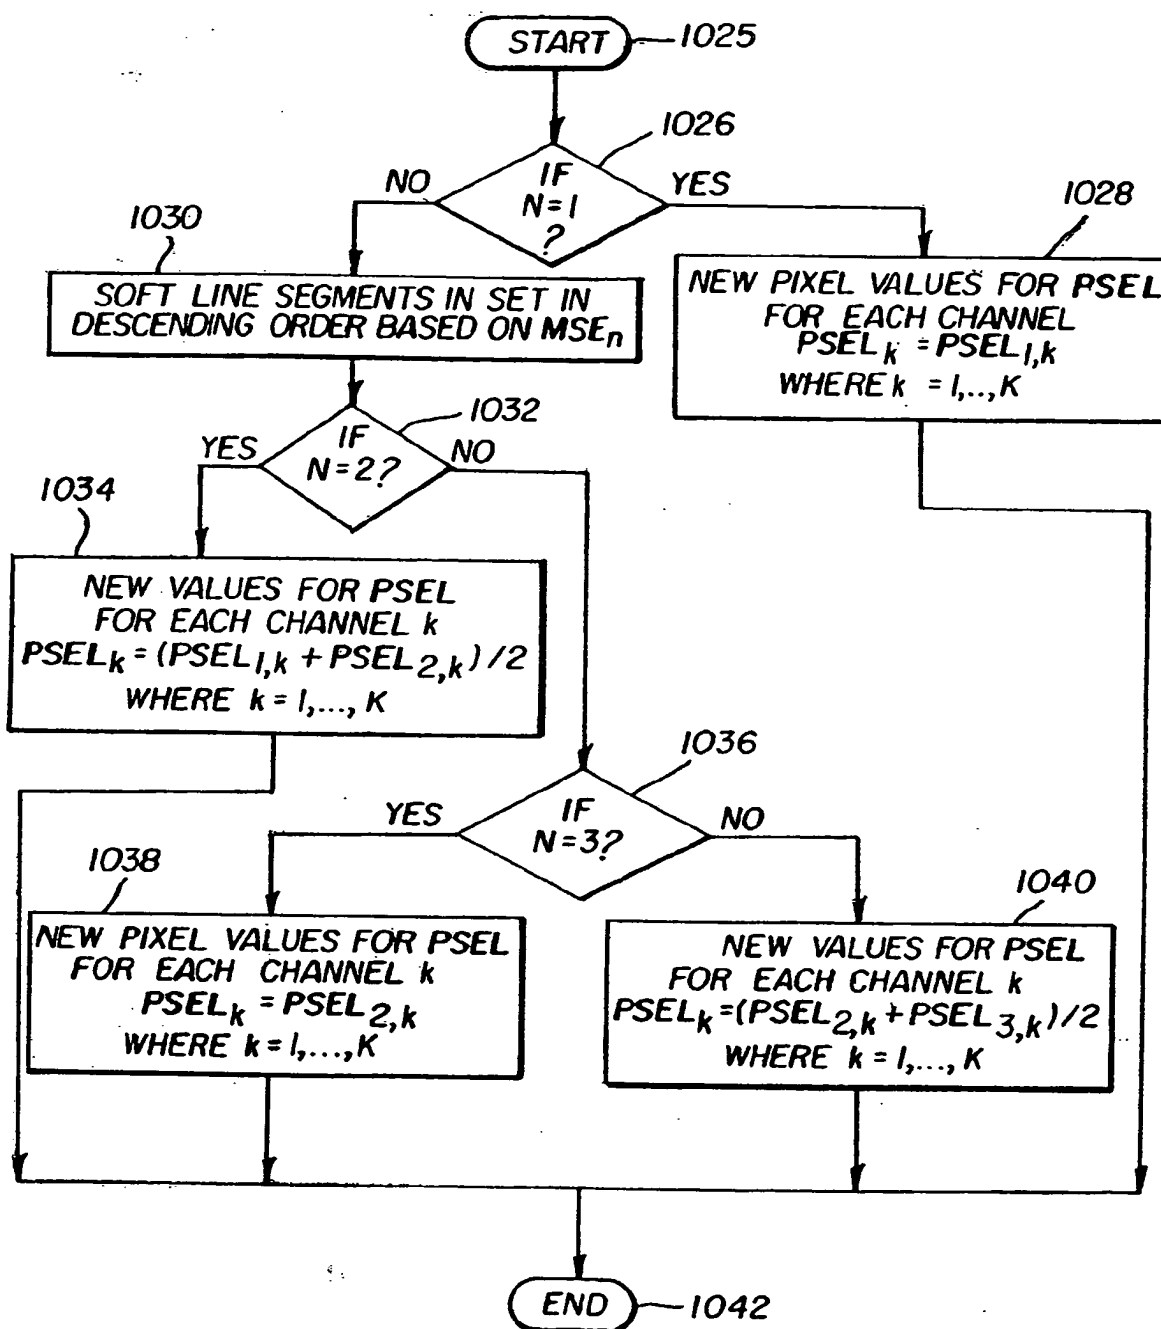 START
1025
1026
IF
N=1
?
NO
YES
1030
1028
SOFT LINE SEGMENTS IN SET IN
DESCENDING ORDER BASED ON MSEn
NEW PIXEL VALUES FOR PSEL
FOR EACH CHANNEL
PSELk = PSEL1,k
WHERE k = 1,..,K
1032
IF
N=2?
YES
NO
1034
NEW VALUES FOR PSEL
FOR EACH CHANNEL k
PSELk = (PSEL1,k + PSEL2,k)/2
WHERE k = 1,..., K
1036
IF
N=3?
YES
NO
1038
1040
NEW PIXEL VALUES FOR PSEL
FOR EACH CHANNEL k
PSELk = PSEL2,k
WHERE k = 1,...,K
NEW VALUES FOR PSEL
FOR EACH CHANNEL k
PSELk = (PSEL2,k + PSEL3,k)/2
WHERE k = 1,..., K
END
1042